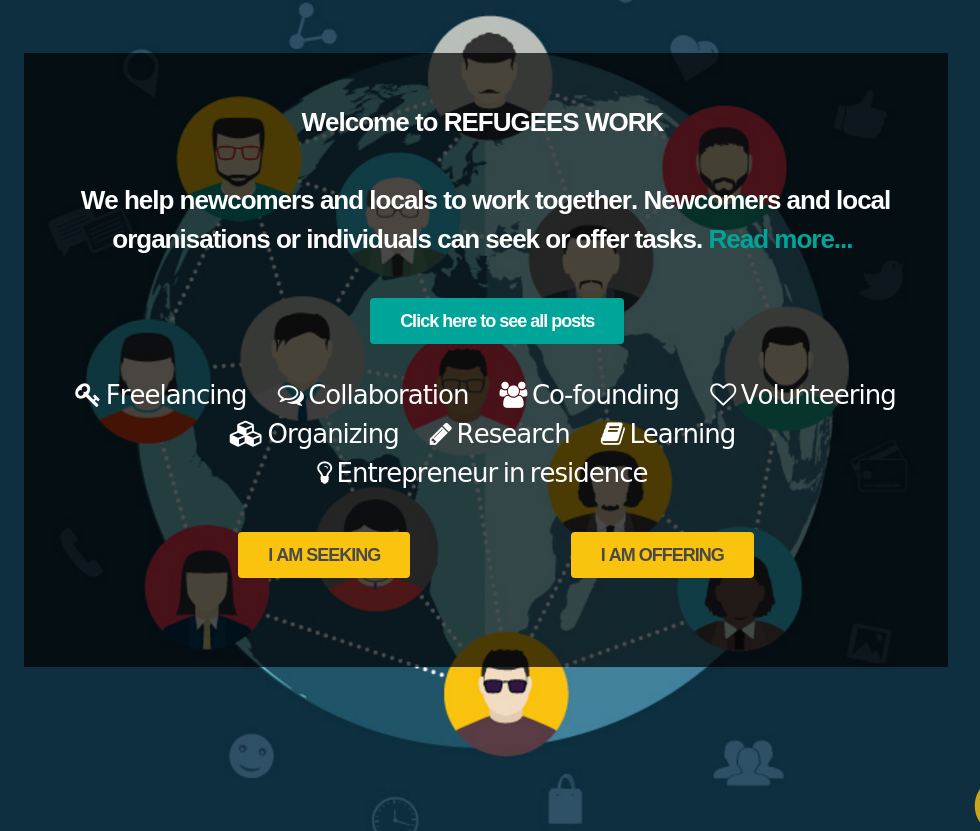 Welcome to REFUGEES WORK
We help newcomers and locals to work together. Newcomers and local
organisations or individuals can seek or offer tasks. Read more...
Click here to see all posts
Freelancing Collaboration Co-founding Volunteering
Organizing Research Learning
Entrepreneur in residence
I AM SEEKING I AM OFFERING